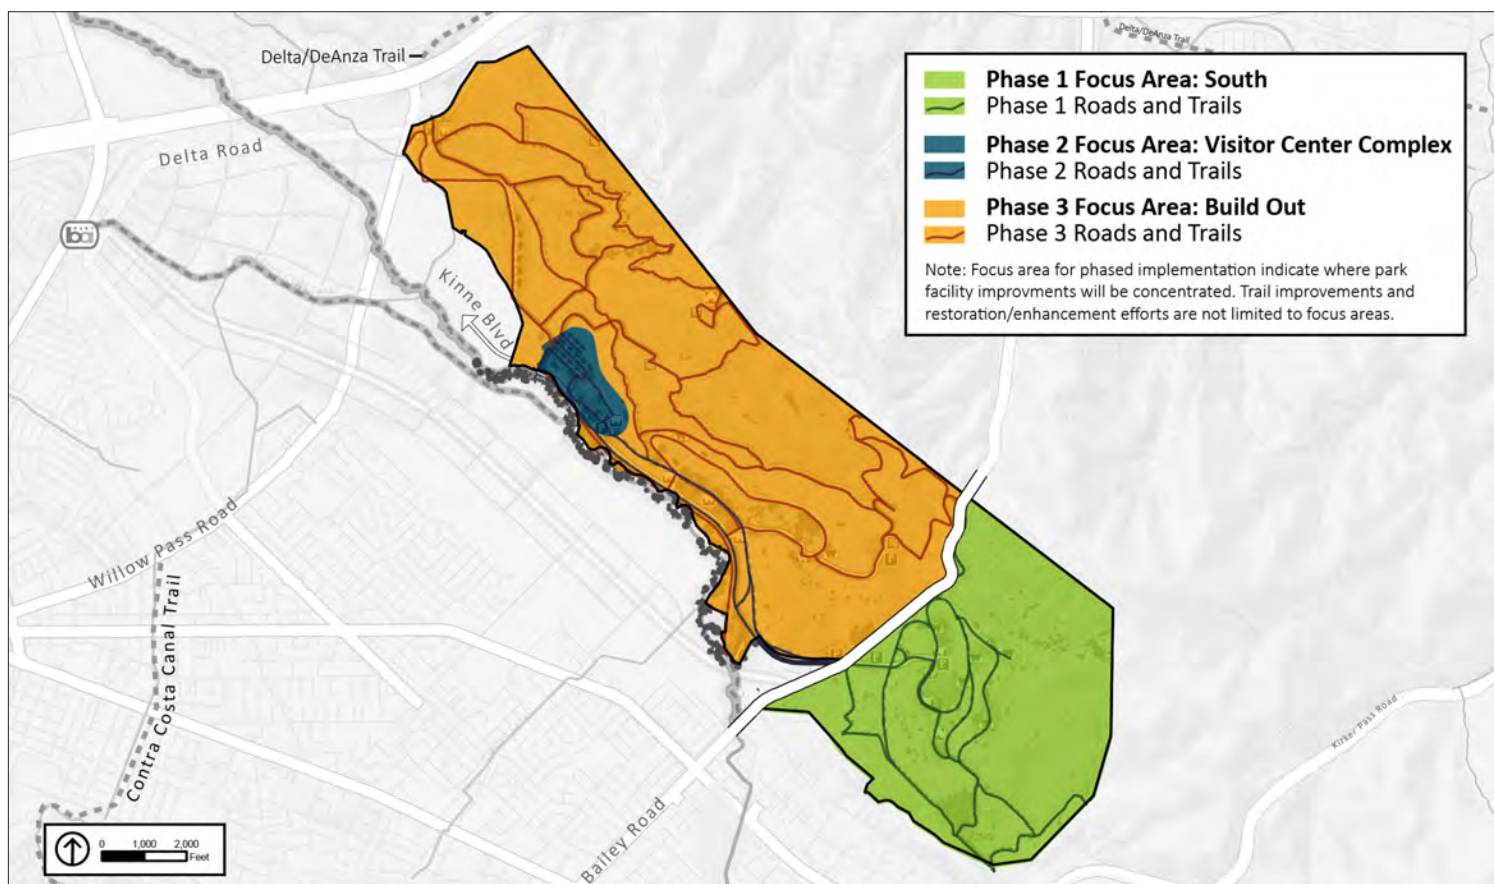 Delta/DeAnza Trail
Delta/DeAnza Trail
Phase 1 Focus Area: South
Phase 1 Roads and Trails
Phase 2 Focus Area: Visitor Center Complex
Phase 2 Roads and Trails
Phase 3 Focus Area: Build Out
Phase 3 Roads and Trails
Note: Focus area for phased implementation indicate where park
facility improvments will be concentrated. Trail improvements and
restoration/enhancement efforts are not limited to focus areas.
Delta Road
ba
Kinne Blvd
Willow Pass Road
Contra Costa Canal Trail
Bailey Road
Kirker Pass Road
0 1,000 2,000
Feet